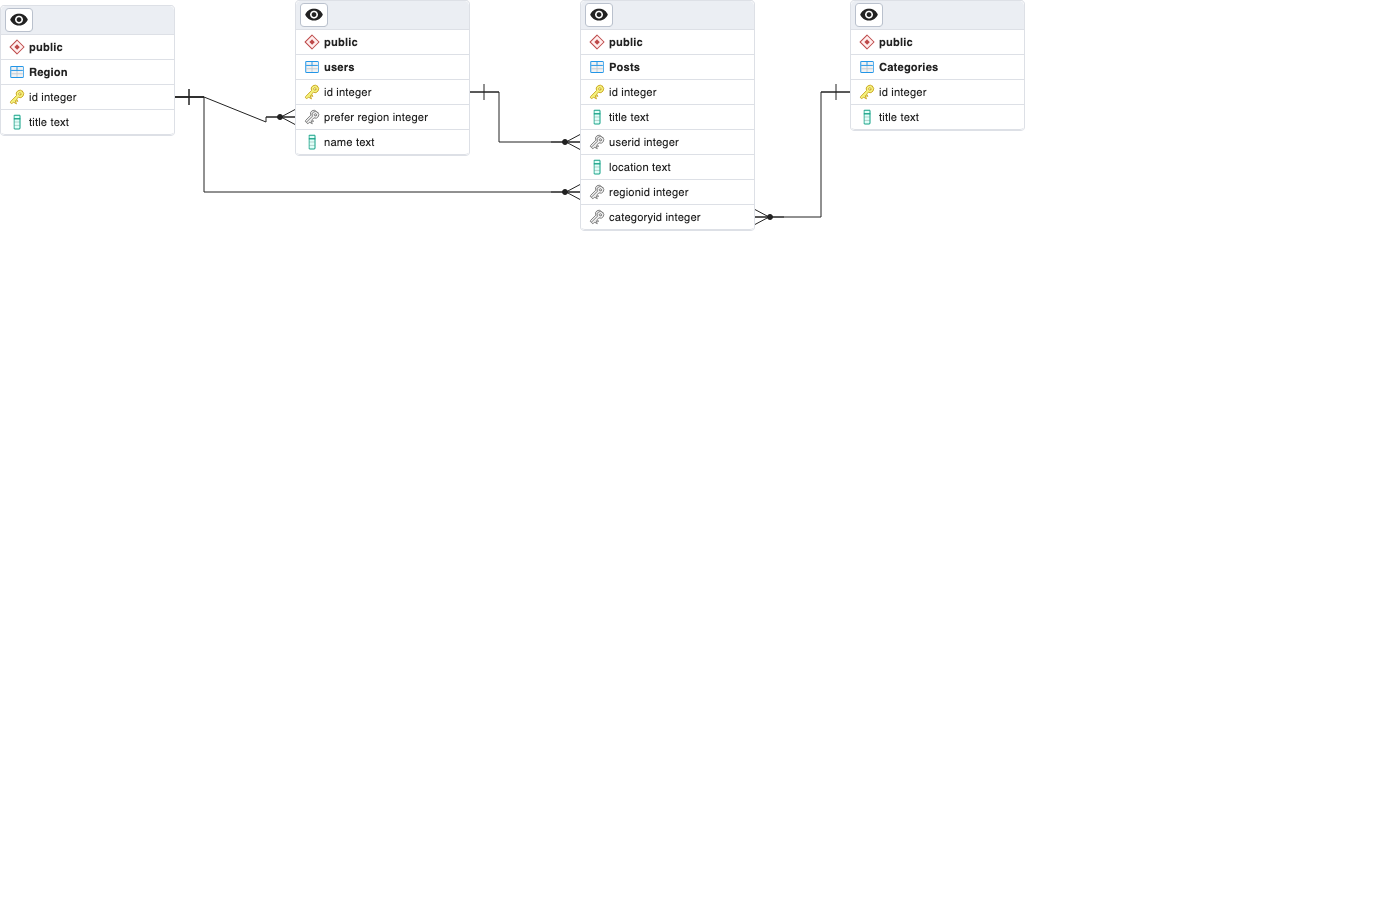 public
Region
id integer
title text
public
users
id integer
prefer region integer
name text
public
Posts
id integer
title text
userid integer
location text
regionid integer
categoryid integer
public
Categories
id integer
title text